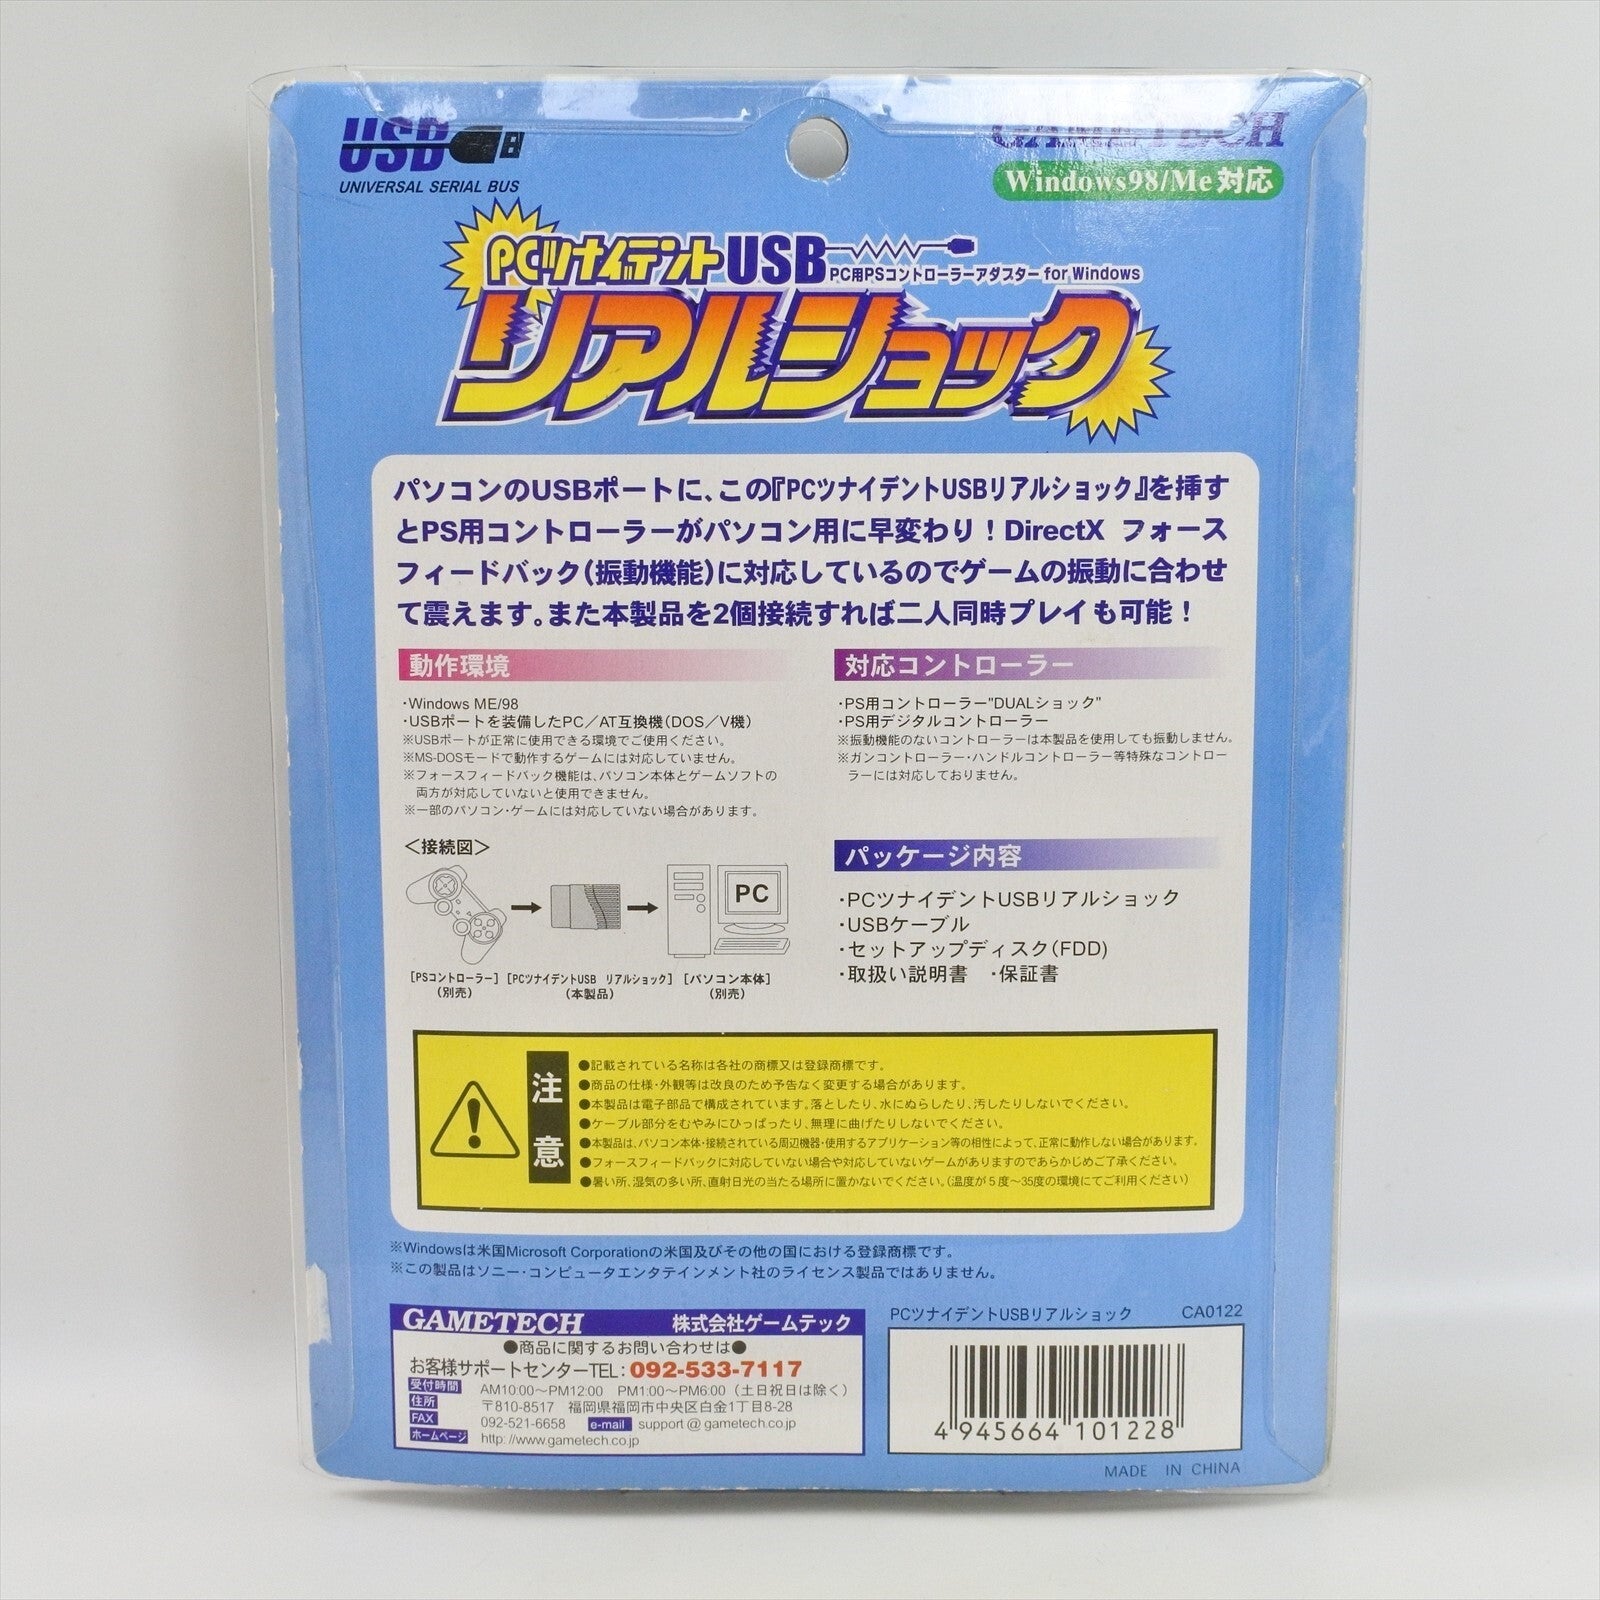 USB
UNIVERSAL SERIAL BUS
GAMETECH
Windows98/Me対応
PCツナイデントUSB
PC用PSコントローラーアダプター for Windows
リアルショック
パソコンのUSBポートに、この『PCツナイデントUSBリアルショック』を挿す
とPS用コントローラーがパソコン用に早変わり！DirectX フォース
フィードバック（振動機能）に対応しているのでゲームの振動に合わせ
て震えます。また本製品を2個接続すれば二人同時プレイも可能！
動作環境
・Windows ME/98
・USBポートを装備したPC／AT互換機（DOS／V機）
※USBポートが正常に使用できる環境でご使用ください。
※MS-DOSモードで動作するゲームには対応していません。
※フォースフィードバック機能は、パソコン本体とゲームソフトの
両方が対応していないと使用できません。
※一部のパソコン・ゲームには対応していない場合があります。
対応コントローラー
・PS用コントローラー"DUALショック"
・PS用デジタルコントローラー
※振動機能のないコントローラーは本製品を使用しても振動しません。
※ガンコントローラー・ハンドルコントローラー等特殊なコントロー
ラーには対応しておりません。
＜接続図＞
PC
［PSコントローラー］［PCツナイデントUSB リアルショック］［パソコン本体］
（別売）（本製品）（別売）
パッケージ内容
・PCツナイデントUSBリアルショック
・USBケーブル
・セットアップディスク（FDD）
・取扱い説明書 ・保証書
注意
●記載されている名称は各社の商標又は登録商標です。
●商品の仕様・外観等は改良のため予告なく変更する場合があります。
●本製品は電子部品で構成されています。落としたり、水にぬらしたり、汚したりしないでください。
●ケーブル部分をむやみにひっぱったり、無理に曲げたりしないでください。
●本製品は、パソコン本体・接続されている周辺機器・使用するアプリケーション等の相性によって、正常に動作しない場合があります。
●フォースフィードバックに対応していない場合や対応していないゲームがありますのであらかじめご了承ください。
●暑い所、湿気の多い所、直射日光の当たる場所に置かないでください。（温度が５度～35度の環境にてご利用ください）
※Windowsは米国Microsoft Corporationの米国及びその他の国における登録商標です。
※この製品はソニー・コンピュータエンタテインメント社のライセンス製品ではありません。
GAMETECH 株式会社ゲームテック
●商品に関するお問い合わせは●
お客様サポートセンターTEL：092-533-7117
受付時間 AM10:00～PM12:00 PM1:00～PM6:00（土日祝日は除く）
住所 〒810-8517 福岡県福岡市中央区白金1丁目8-28
FAX 092-521-6658 e-mail support@gametech.co.jp
ホームページ http://www.gametech.co.jp
PCツナイデントUSBリアルショック CA0122
4 945664 101228
MADE IN CHINA